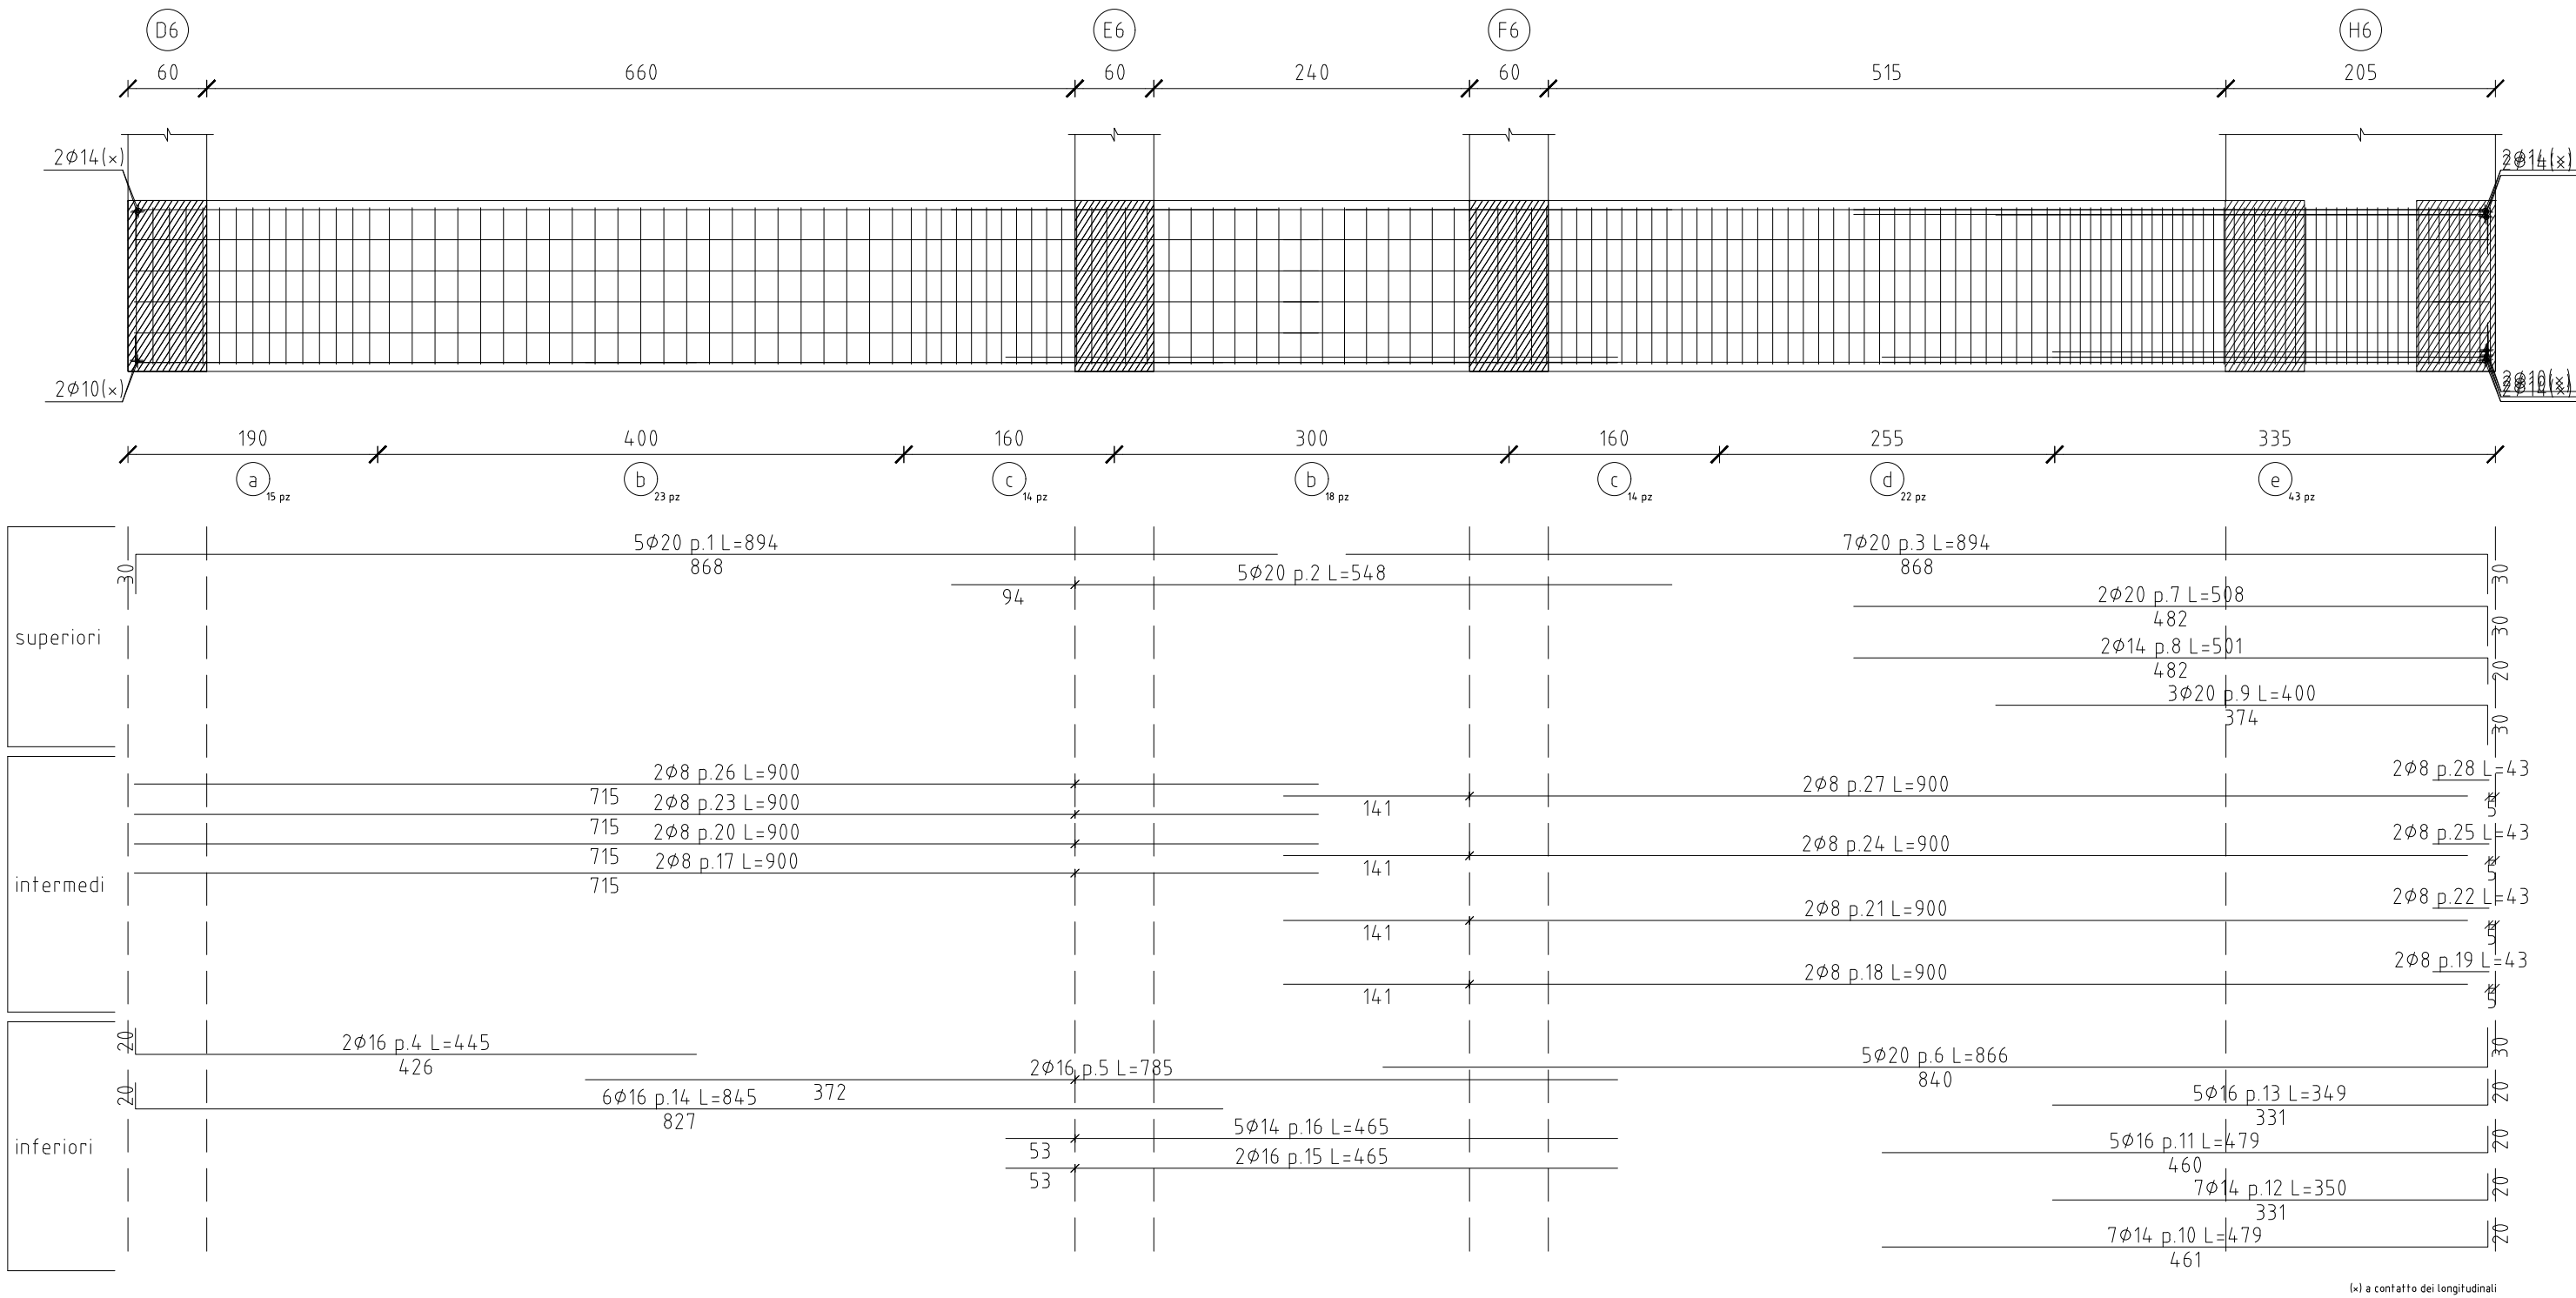 D6 E6 F6 H6
60 660 60 240 60 515 205
2Φ14(x)
2Φ14(x)
2Φ10(x)
2Φ10(x)
2Φ14(x)
190 400 160 300 160 255 335
a 15 pz b 23 pz c 14 pz b 18 pz c 14 pz d 22 pz e 43 pz
superiori
5Φ20 p.1 L=894
868
30
7Φ20 p.3 L=894
868
30
5Φ20 p.2 L=548
94
2Φ20 p.7 L=508
482
30
2Φ14 p.8 L=501
482
20
3Φ20 p.9 L=400
374
30
intermedi
2Φ8 p.26 L=900
715
2Φ8 p.23 L=900
715
2Φ8 p.20 L=900
715
2Φ8 p.17 L=900
715
2Φ8 p.27 L=900
141
2Φ8 p.24 L=900
141
2Φ8 p.21 L=900
141
2Φ8 p.18 L=900
141
2Φ8 p.28 L=43
5
2Φ8 p.25 L=43
5
2Φ8 p.22 L=43
5
2Φ8 p.19 L=43
5
inferiori
20
2Φ16 p.4 L=445
426
2Φ16 p.5 L=785
372
5Φ20 p.6 L=866
840
30
20
6Φ16 p.14 L=845
827
5Φ16 p.13 L=349
331
20
5Φ14 p.16 L=465
53
5Φ16 p.11 L=479
460
20
2Φ16 p.15 L=465
53
7Φ14 p.12 L=350
331
20
7Φ14 p.10 L=479
461
20
(x) a contatto dei longitudinali